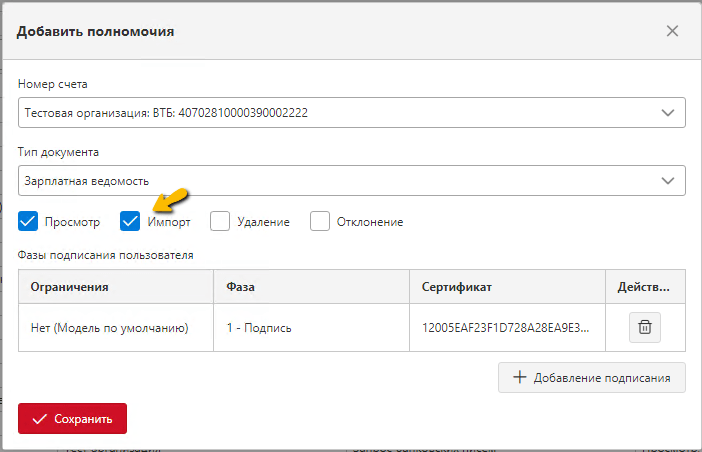 Добавить полномочия
Номер счета
Тестовая организация: ВТБ: 40702810000390002222
Тип документа
Зарплатная ведомость
Просмотр Импорт Удаление Отклонение
Фазы подписания пользователя
Ограничения Фаза Сертификат Действ...
Нет (Модель по умолчанию) 1 - Подпись 12005EAF23F1D728A28EA9E3...
Добавление подписания
Сохранить